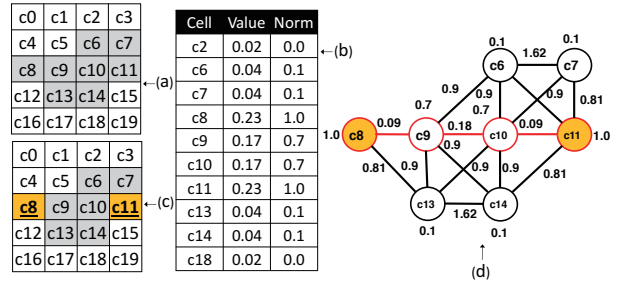 c0 c1 c2 c3
c4 c5 c6 c7
c8 c9 c10 c11
c12 c13 c14 c15
c16 c17 c18 c19
(a)
c0 c1 c2 c3
c4 c5 c6 c7
c8 c9 c10 c11
c12 c13 c14 c15
c16 c17 c18 c19
(c)
Cell Value Norm
c2 0.02 0.0
c6 0.04 0.1
c7 0.04 0.1
c8 0.23 1.0
c9 0.17 0.7
c10 0.17 0.7
c11 0.23 1.0
c13 0.04 0.1
c14 0.04 0.1
c18 0.02 0.0
(b)
0.1 0.1
c6 1.62 c7
0.9 0.9 0.9 0.81
0.7 0.7
1.0 c8 0.09 c9 0.18 c10 0.09 c11 1.0
0.9
0.81 0.9 0.9 0.81
c13 1.62 c14
0.1 0.1
(d)